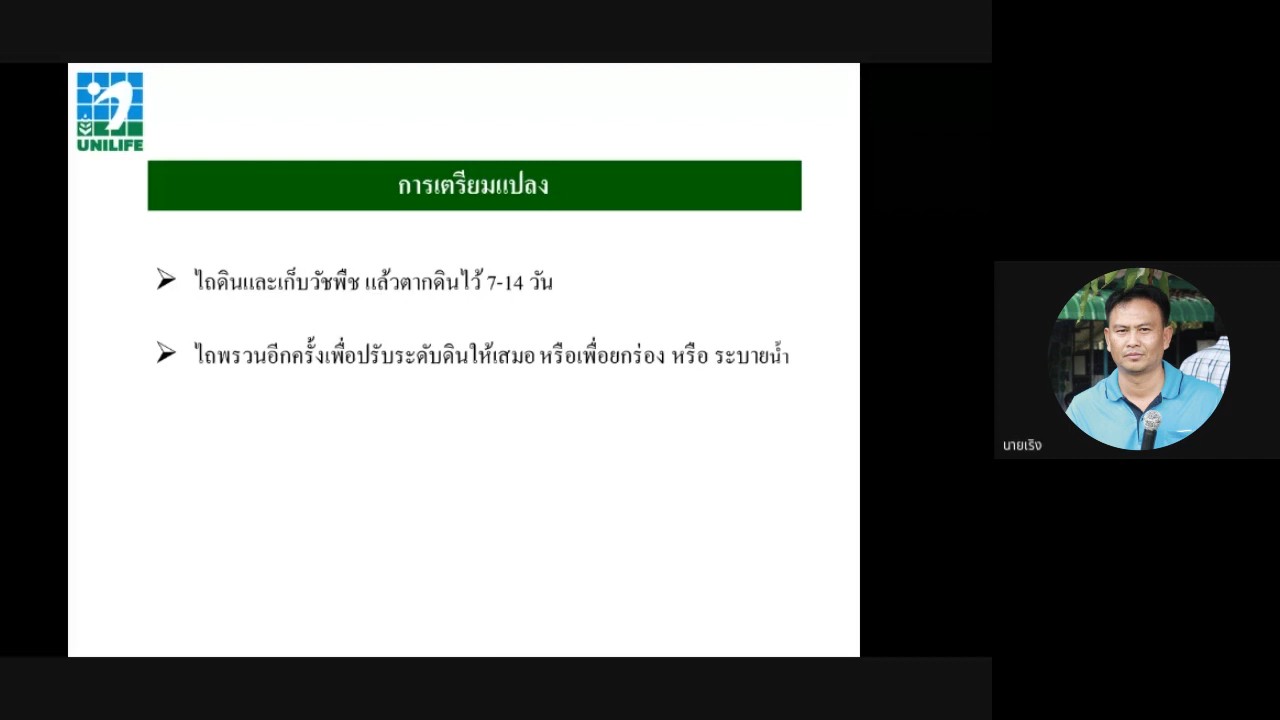 UNILIFE
การเตรียมแปลง
ไถดินและเก็บวัชพืช แล้วตากดินไว้ 7-14 วัน
ไถพรวนอีกครั้งเพื่อปรับระดับดินให้เสมอ หรือเพื่อยกร่อง หรือ ระบายน้ำ
นายเริง